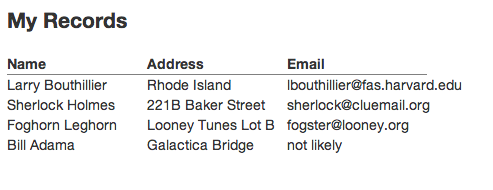 My Records
Name Address Email
Larry Bouthillier Rhode Island lbouthillier@fas.harvard.edu
Sherlock Holmes 221B Baker Street sherlock@cluemail.org
Foghorn Leghorn Looney Tunes Lot B fogster@looney.org
Bill Adama Galactica Bridge not likely